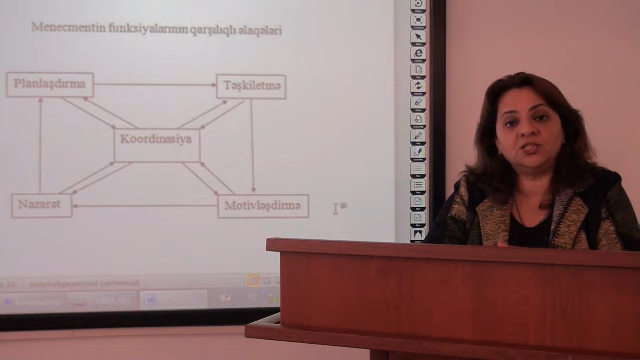 Menecmentin funksiyalarının qarşılıqlı əlaqələri
Planlaşdırma
Təşkiletmə
Koordinasiya
Nəzarət
Motivləşdirmə